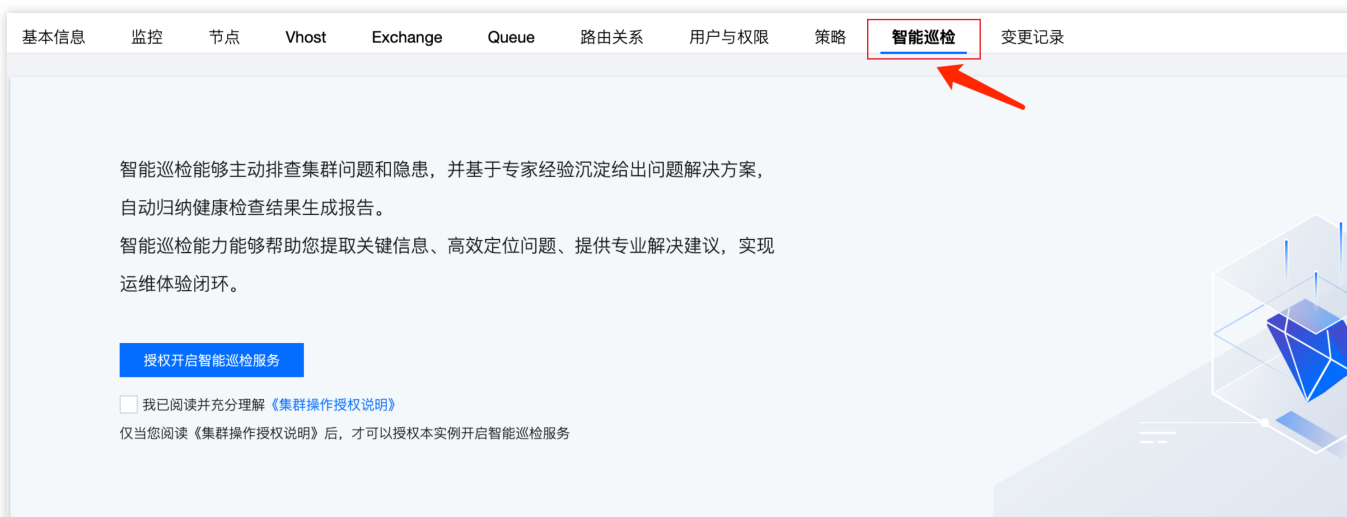 基本信息 监控 节点 Vhost Exchange Queue 路由关系 用户与权限 策略 智能巡检 变更记录
智能巡检能够主动排查集群问题和隐患，并基于专家经验沉淀给出问题解决方案，
自动归纳健康检查结果生成报告。
智能巡检能力能够帮助您提取关键信息、高效定位问题、提供专业解决建议，实现
运维体验闭环。
授权开启智能巡检服务
我已阅读并充分理解《集群操作授权说明》
仅当您阅读《集群操作授权说明》后，才可以授权本实例开启智能巡检服务